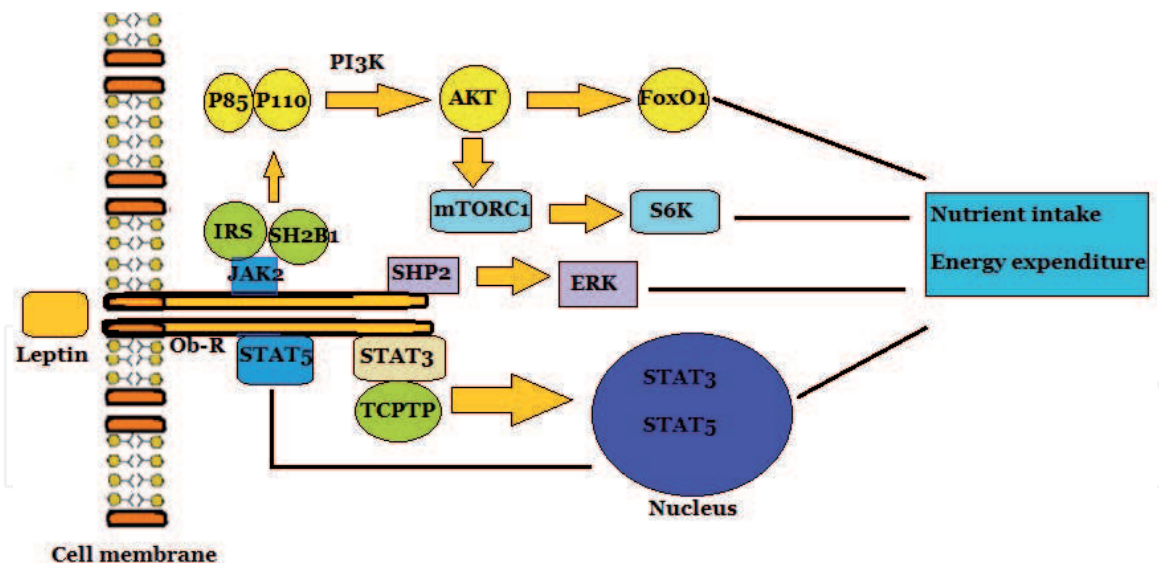 PI3K
P85 P110
AKT
FoxO1
mTORC1
S6K
Nutrient intake
Energy expenditure
IRS SH2B1
JAK2
SHP2
ERK
Leptin
Ob-R
STAT5
STAT3
TCPTP
STAT3
STAT5
Nucleus
Cell membrane